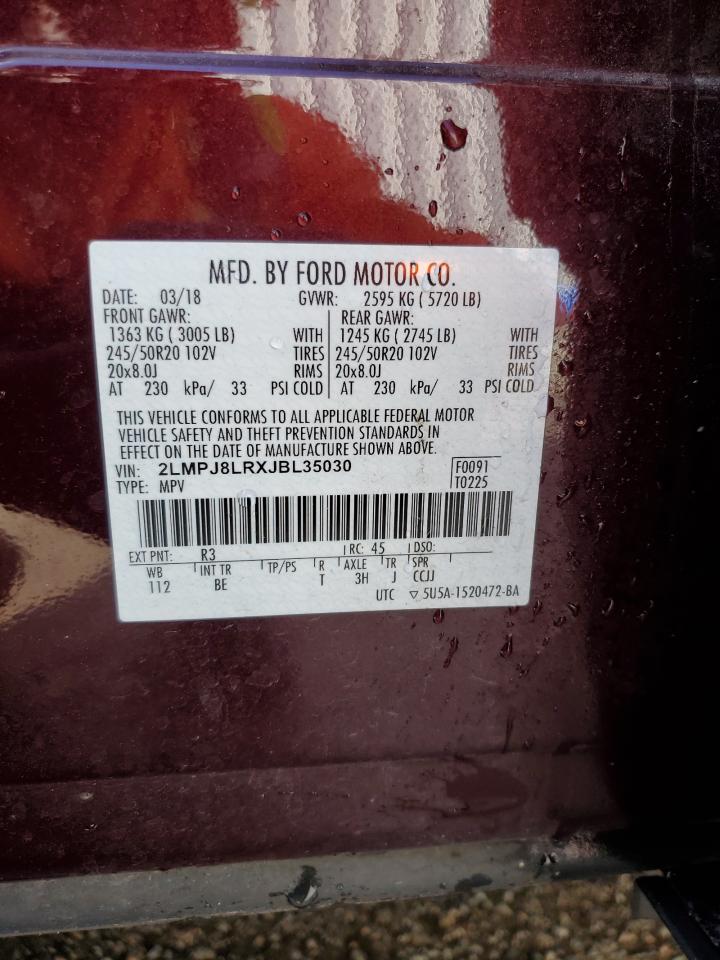 MFD. BY FORD MOTOR CO.
DATE: 03/18 GVWR: 2595 KG ( 5720 LB)
FRONT GAWR: REAR GAWR:
1363 KG ( 3005 LB) WITH 1245 KG ( 2745 LB) WITH
245/50R20 102V TIRES 245/50R20 102V TIRES
20x8.0J RIMS 20x8.0J RIMS
AT 230 kPa/ 33 PSI COLD AT 230 kPa/ 33 PSI COLD
THIS VEHICLE CONFORMS TO ALL APPLICABLE FEDERAL MOTOR
VEHICLE SAFETY AND THEFT PREVENTION STANDARDS IN
EFFECT ON THE DATE OF MANUFACTURE SHOWN ABOVE.
VIN: 2LMPJ8LRXJBL35030 F0091
TYPE: MPV T0225
EXT PNT: R3 RC: 45 DSO:
WB INT TR TP/PS R AXLE TR SPR
112 BE T 3H J CCJJ
UTC ▽ 5U5A-1520472-BA